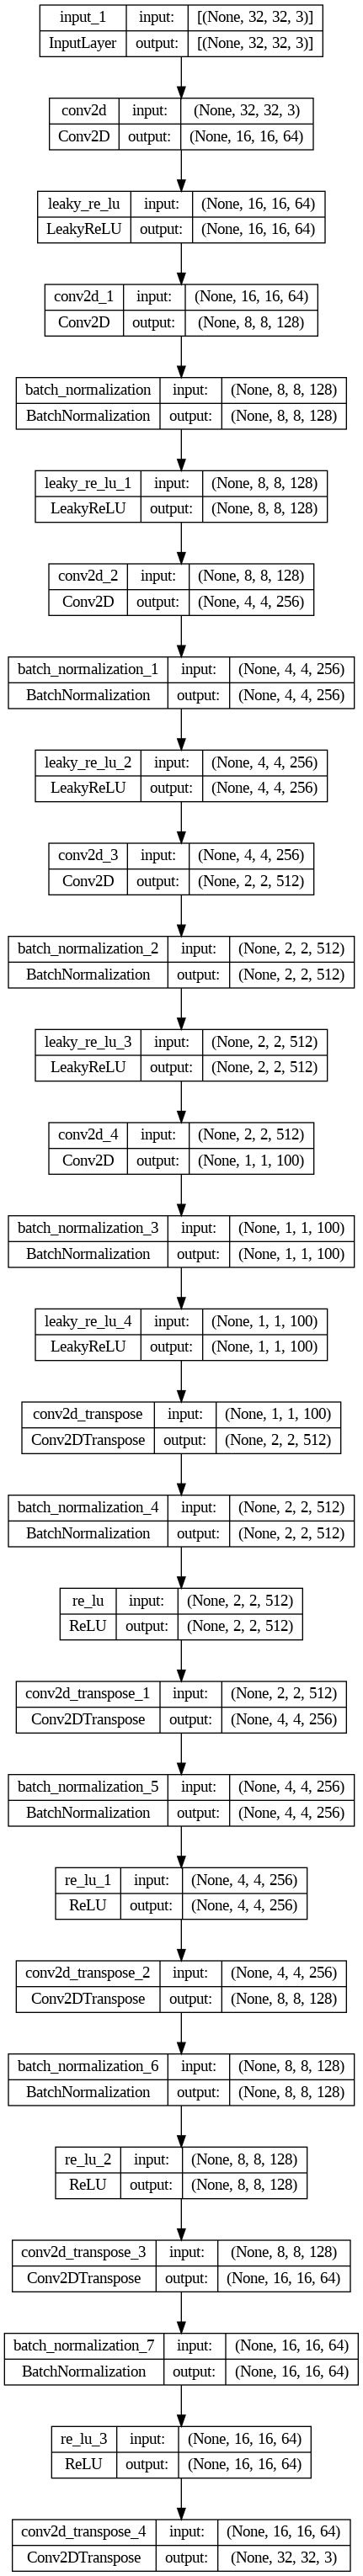 input_1 input: [(None, 32, 32, 3)]
InputLayer output: [(None, 32, 32, 3)]
conv2d input: (None, 32, 32, 3)
Conv2D output: (None, 16, 16, 64)
leaky_re_lu input: (None, 16, 16, 64)
LeakyReLU output: (None, 16, 16, 64)
conv2d_1 input: (None, 16, 16, 64)
Conv2D output: (None, 8, 8, 128)
batch_normalization input: (None, 8, 8, 128)
BatchNormalization output: (None, 8, 8, 128)
leaky_re_lu_1 input: (None, 8, 8, 128)
LeakyReLU output: (None, 8, 8, 128)
conv2d_2 input: (None, 8, 8, 128)
Conv2D output: (None, 4, 4, 256)
batch_normalization_1 input: (None, 4, 4, 256)
BatchNormalization output: (None, 4, 4, 256)
leaky_re_lu_2 input: (None, 4, 4, 256)
LeakyReLU output: (None, 4, 4, 256)
conv2d_3 input: (None, 4, 4, 256)
Conv2D output: (None, 2, 2, 512)
batch_normalization_2 input: (None, 2, 2, 512)
BatchNormalization output: (None, 2, 2, 512)
leaky_re_lu_3 input: (None, 2, 2, 512)
LeakyReLU output: (None, 2, 2, 512)
conv2d_4 input: (None, 2, 2, 512)
Conv2D output: (None, 1, 1, 100)
batch_normalization_3 input: (None, 1, 1, 100)
BatchNormalization output: (None, 1, 1, 100)
leaky_re_lu_4 input: (None, 1, 1, 100)
LeakyReLU output: (None, 1, 1, 100)
conv2d_transpose input: (None, 1, 1, 100)
Conv2DTranspose output: (None, 2, 2, 512)
batch_normalization_4 input: (None, 2, 2, 512)
BatchNormalization output: (None, 2, 2, 512)
re_lu input: (None, 2, 2, 512)
ReLU output: (None, 2, 2, 512)
conv2d_transpose_1 input: (None, 2, 2, 512)
Conv2DTranspose output: (None, 4, 4, 256)
batch_normalization_5 input: (None, 4, 4, 256)
BatchNormalization output: (None, 4, 4, 256)
re_lu_1 input: (None, 4, 4, 256)
ReLU output: (None, 4, 4, 256)
conv2d_transpose_2 input: (None, 4, 4, 256)
Conv2DTranspose output: (None, 8, 8, 128)
batch_normalization_6 input: (None, 8, 8, 128)
BatchNormalization output: (None, 8, 8, 128)
re_lu_2 input: (None, 8, 8, 128)
ReLU output: (None, 8, 8, 128)
conv2d_transpose_3 input: (None, 8, 8, 128)
Conv2DTranspose output: (None, 16, 16, 64)
batch_normalization_7 input: (None, 16, 16, 64)
BatchNormalization output: (None, 16, 16, 64)
re_lu_3 input: (None, 16, 16, 64)
ReLU output: (None, 16, 16, 64)
conv2d_transpose_4 input: (None, 16, 16, 64)
Conv2DTranspose output: (None, 32, 32, 3)